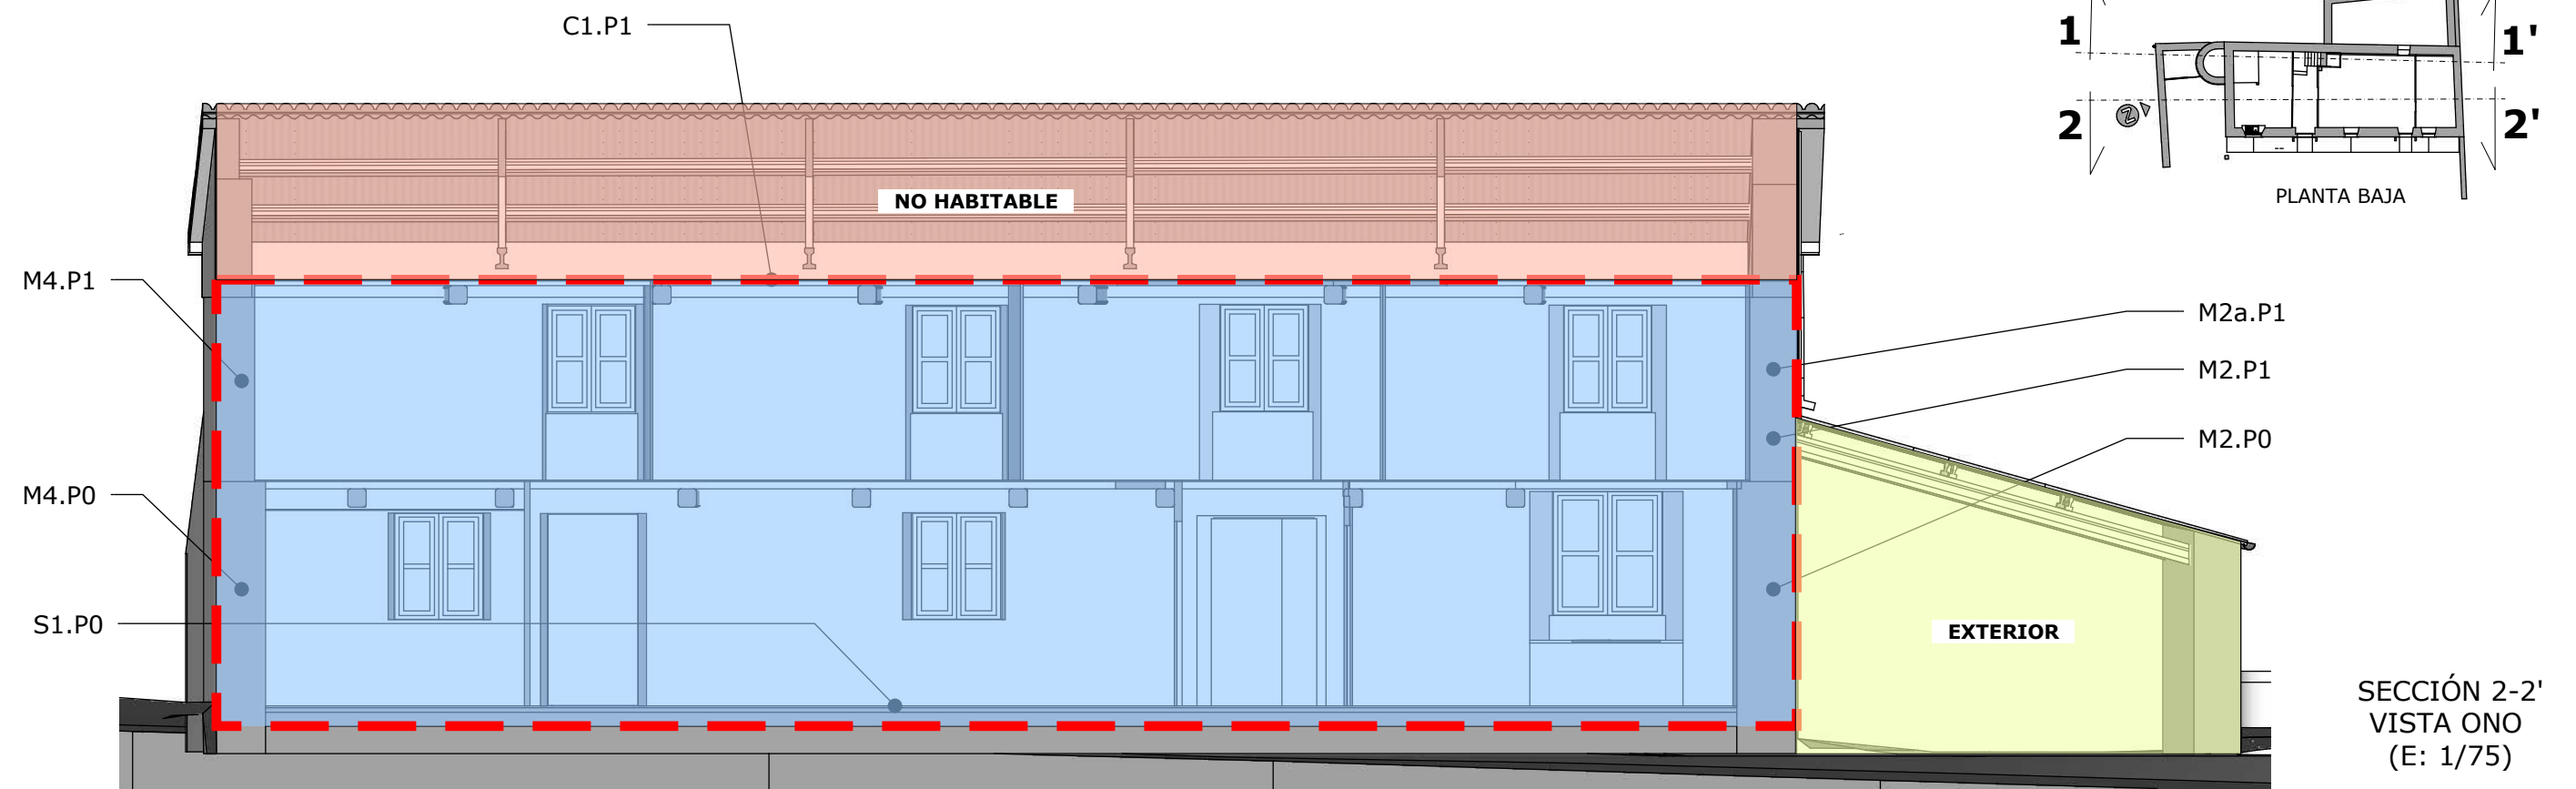 C1.P1
1
1'
2
Z
2'
PLANTA BAJA
NO HABITABLE
M4.P1
M2a.P1
M2.P1
M2.P0
M4.P0
S1.P0
EXTERIOR
SECCIÓN 2-2'
VISTA ONO
(E: 1/75)